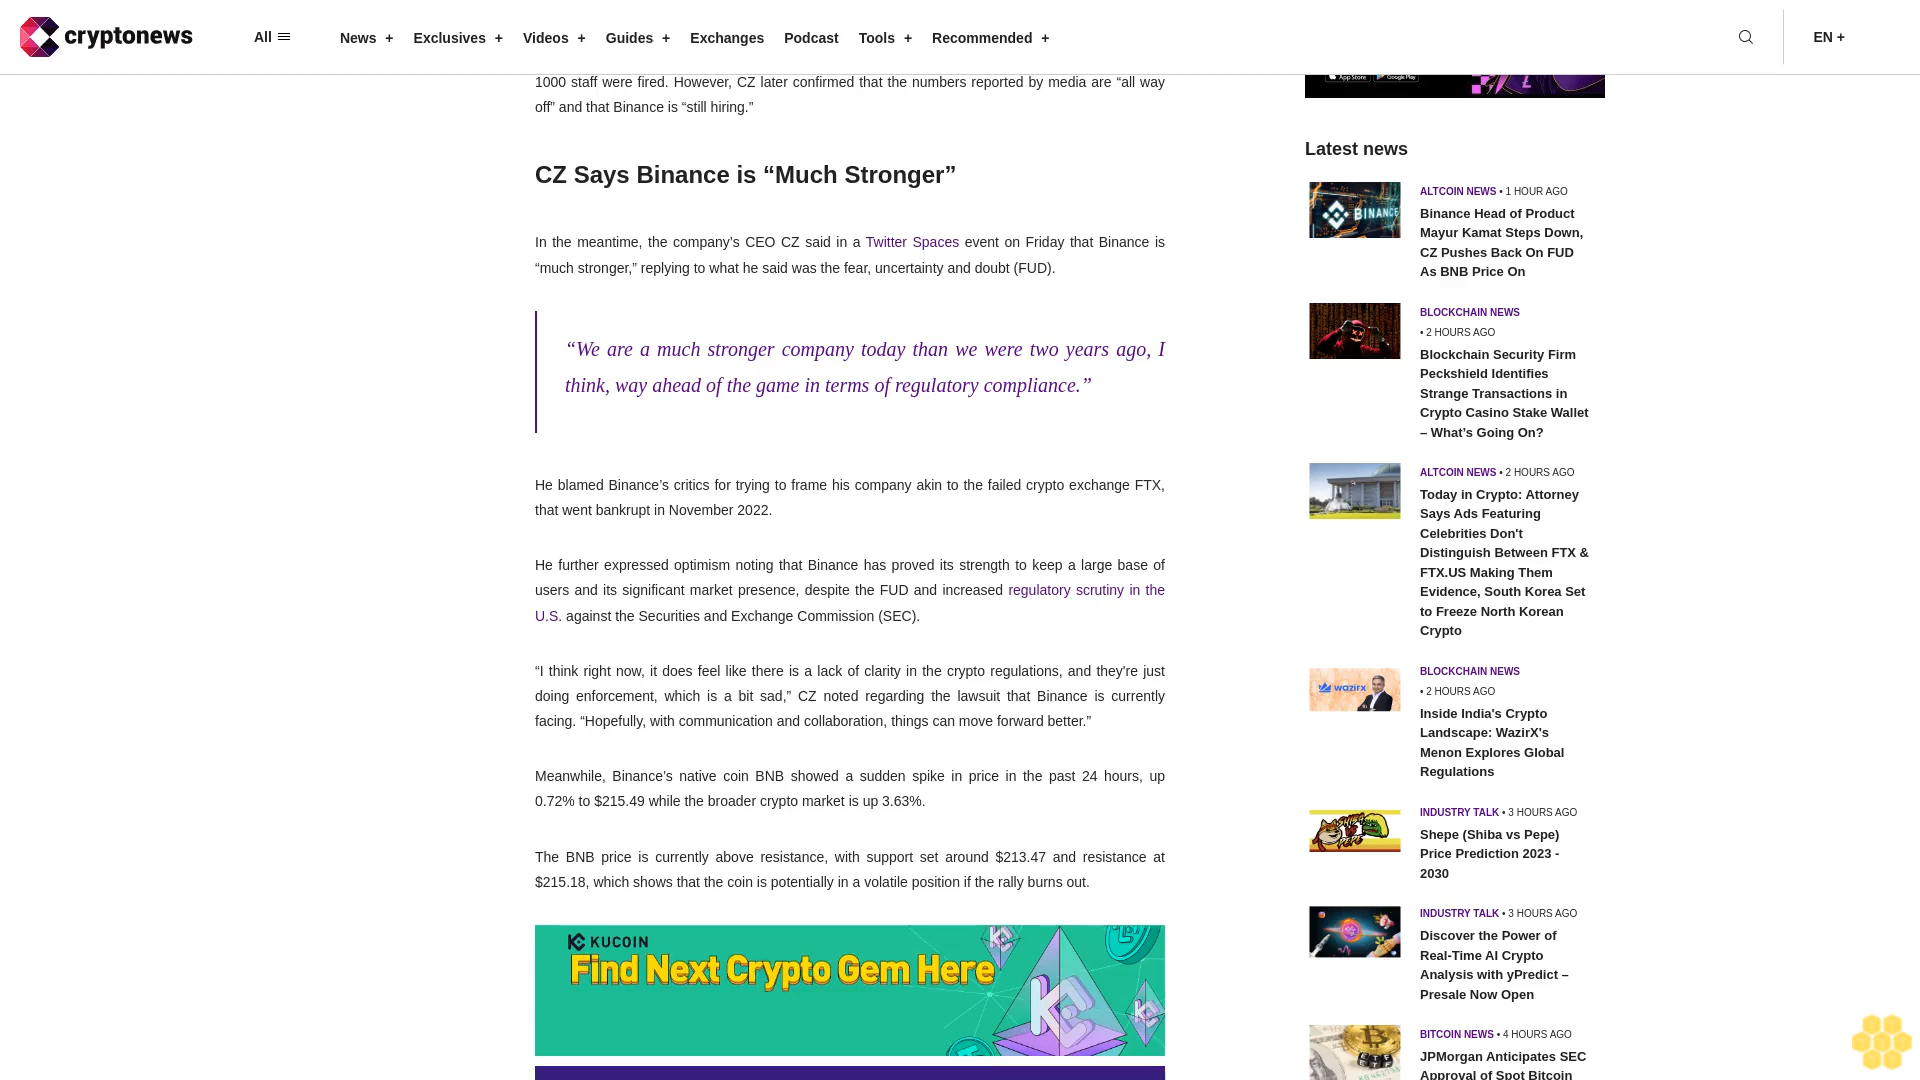 cryptonews
All
News +
Exclusives +
Videos +
Guides +
Exchanges
Podcast
Tools +
Recommended +
EN +
1000 staff were fired. However, CZ later confirmed that the numbers reported by media are “all way
off” and that Binance is “still hiring.”
CZ Says Binance is “Much Stronger”
In the meantime, the company’s CEO CZ said in a Twitter Spaces event on Friday that Binance is
“much stronger,” replying to what he said was the fear, uncertainty and doubt (FUD).
“We are a much stronger company today than we were two years ago, I
think, way ahead of the game in terms of regulatory compliance.”
He blamed Binance’s critics for trying to frame his company akin to the failed crypto exchange FTX,
that went bankrupt in November 2022.
He further expressed optimism noting that Binance has proved its strength to keep a large base of
users and its significant market presence, despite the FUD and increased regulatory scrutiny in the
U.S. against the Securities and Exchange Commission (SEC).
“I think right now, it does feel like there is a lack of clarity in the crypto regulations, and they're just
doing enforcement, which is a bit sad,” CZ noted regarding the lawsuit that Binance is currently
facing. “Hopefully, with communication and collaboration, things can move forward better.”
Meanwhile, Binance’s native coin BNB showed a sudden spike in price in the past 24 hours, up
0.72% to $215.49 while the broader crypto market is up 3.63%.
The BNB price is currently above resistance, with support set around $213.47 and resistance at
$215.18, which shows that the coin is potentially in a volatile position if the rally burns out.
KUCOIN
Find Next Crypto Gem Here
App Store
Google Play
Latest news
BINANCE
ALTCOIN NEWS • 1 HOUR AGO
Binance Head of Product
Mayur Kamat Steps Down,
CZ Pushes Back On FUD
As BNB Price On
BLOCKCHAIN NEWS
• 2 HOURS AGO
Blockchain Security Firm
Peckshield Identifies
Strange Transactions in
Crypto Casino Stake Wallet
– What’s Going On?
ALTCOIN NEWS • 2 HOURS AGO
Today in Crypto: Attorney
Says Ads Featuring
Celebrities Don't
Distinguish Between FTX &
FTX.US Making Them
Evidence, South Korea Set
to Freeze North Korean
Crypto
WazirX
BLOCKCHAIN NEWS
• 2 HOURS AGO
Inside India's Crypto
Landscape: WazirX's
Menon Explores Global
Regulations
SHIBA
VS
PEPE
INDUSTRY TALK • 3 HOURS AGO
Shepe (Shiba vs Pepe)
Price Prediction 2023 -
2030
INDUSTRY TALK • 3 HOURS AGO
Discover the Power of
Real-Time AI Crypto
Analysis with yPredict –
Presale Now Open
ETF
BITCOIN NEWS • 4 HOURS AGO
JPMorgan Anticipates SEC
Approval of Spot Bitcoin